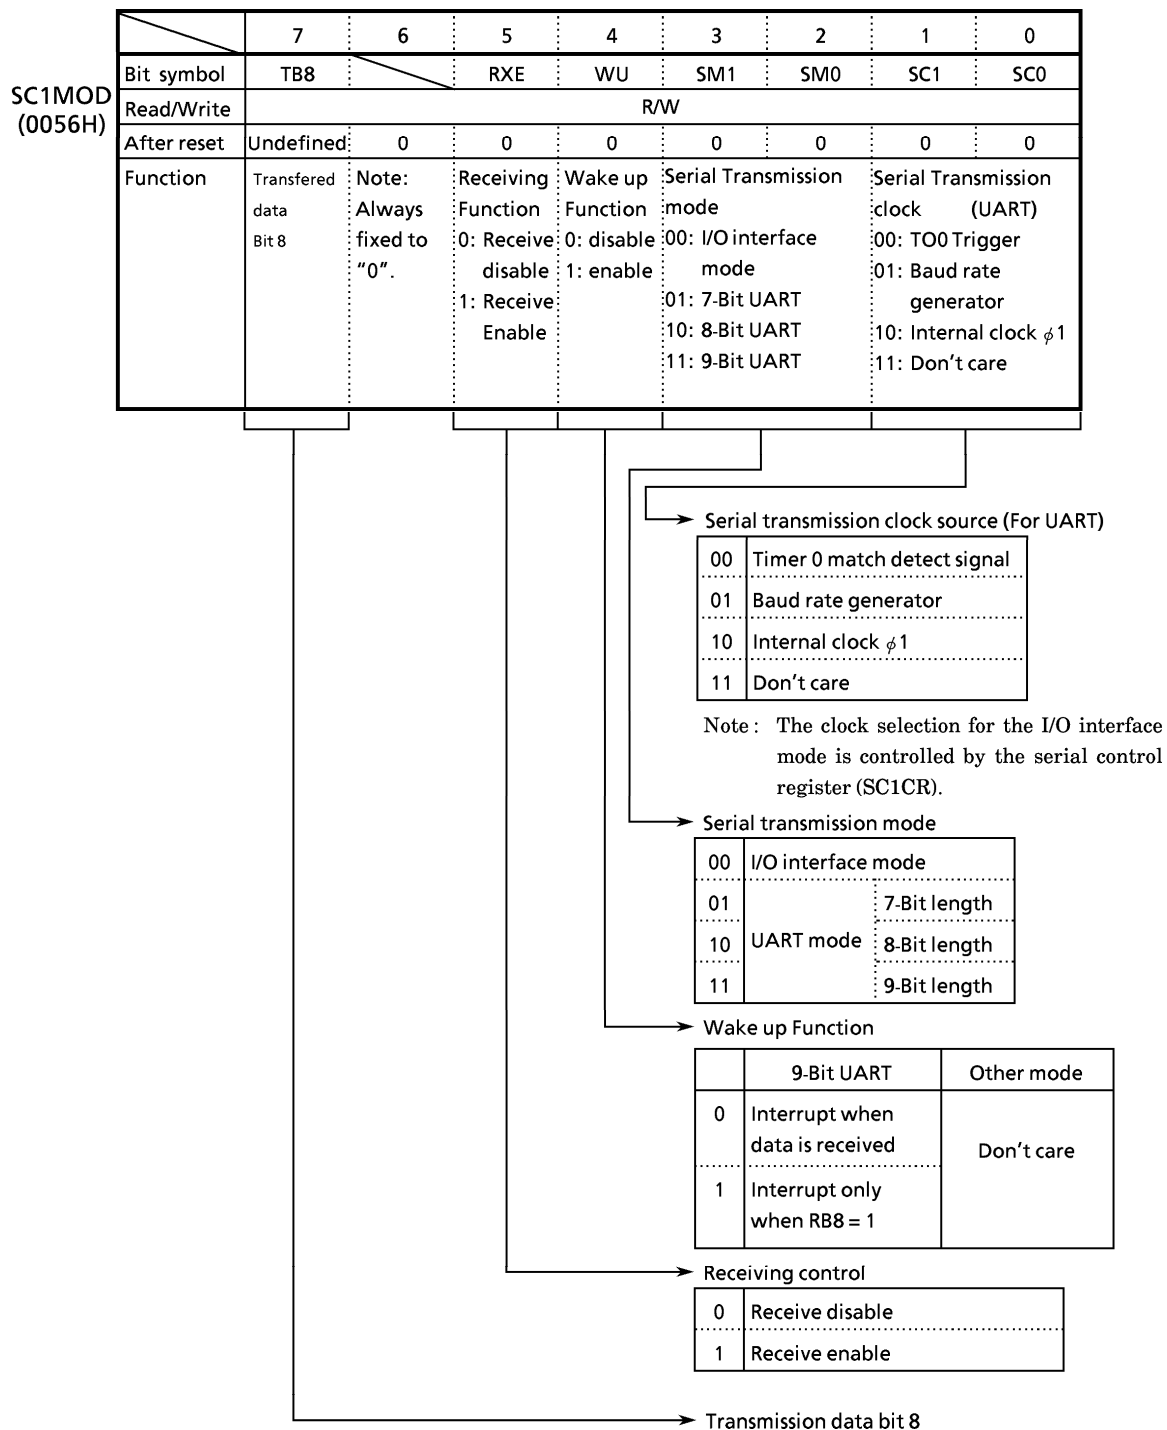 7 6 5 4 3 2 1 0
Bit symbol TB8 RXE WU SM1 SM0 SC1 SC0
SC1MOD
(0056H)
Read/Write R/W
After reset Undefined 0 0 0 0 0 0 0
Function
Transfered
data
Bit 8
Note:
Always
fixed to
“0”.
Receiving
Function
0: Receive
disable
1: Receive
Enable
Wake up
Function
0: disable
1: enable
Serial Transmission
mode
00: I/O interface
mode
01: 7-Bit UART
10: 8-Bit UART
11: 9-Bit UART
Serial Transmission
clock (UART)
00: TO0 Trigger
01: Baud rate
generator
10: Internal clock ϕ1
11: Don't care
Serial transmission clock source (For UART)
00 Timer 0 match detect signal
01 Baud rate generator
10 Internal clock ϕ1
11 Don't care
Note : The clock selection for the I/O interface
mode is controlled by the serial control
register (SC1CR).
Serial transmission mode
00 I/O interface mode
01 7-Bit length
10 UART mode 8-Bit length
11 9-Bit length
Wake up Function
9-Bit UART Other mode
0 Interrupt when
data is received
Don't care
1 Interrupt only
when RB8 = 1
Receiving control
0 Receive disable
1 Receive enable
Transmission data bit 8